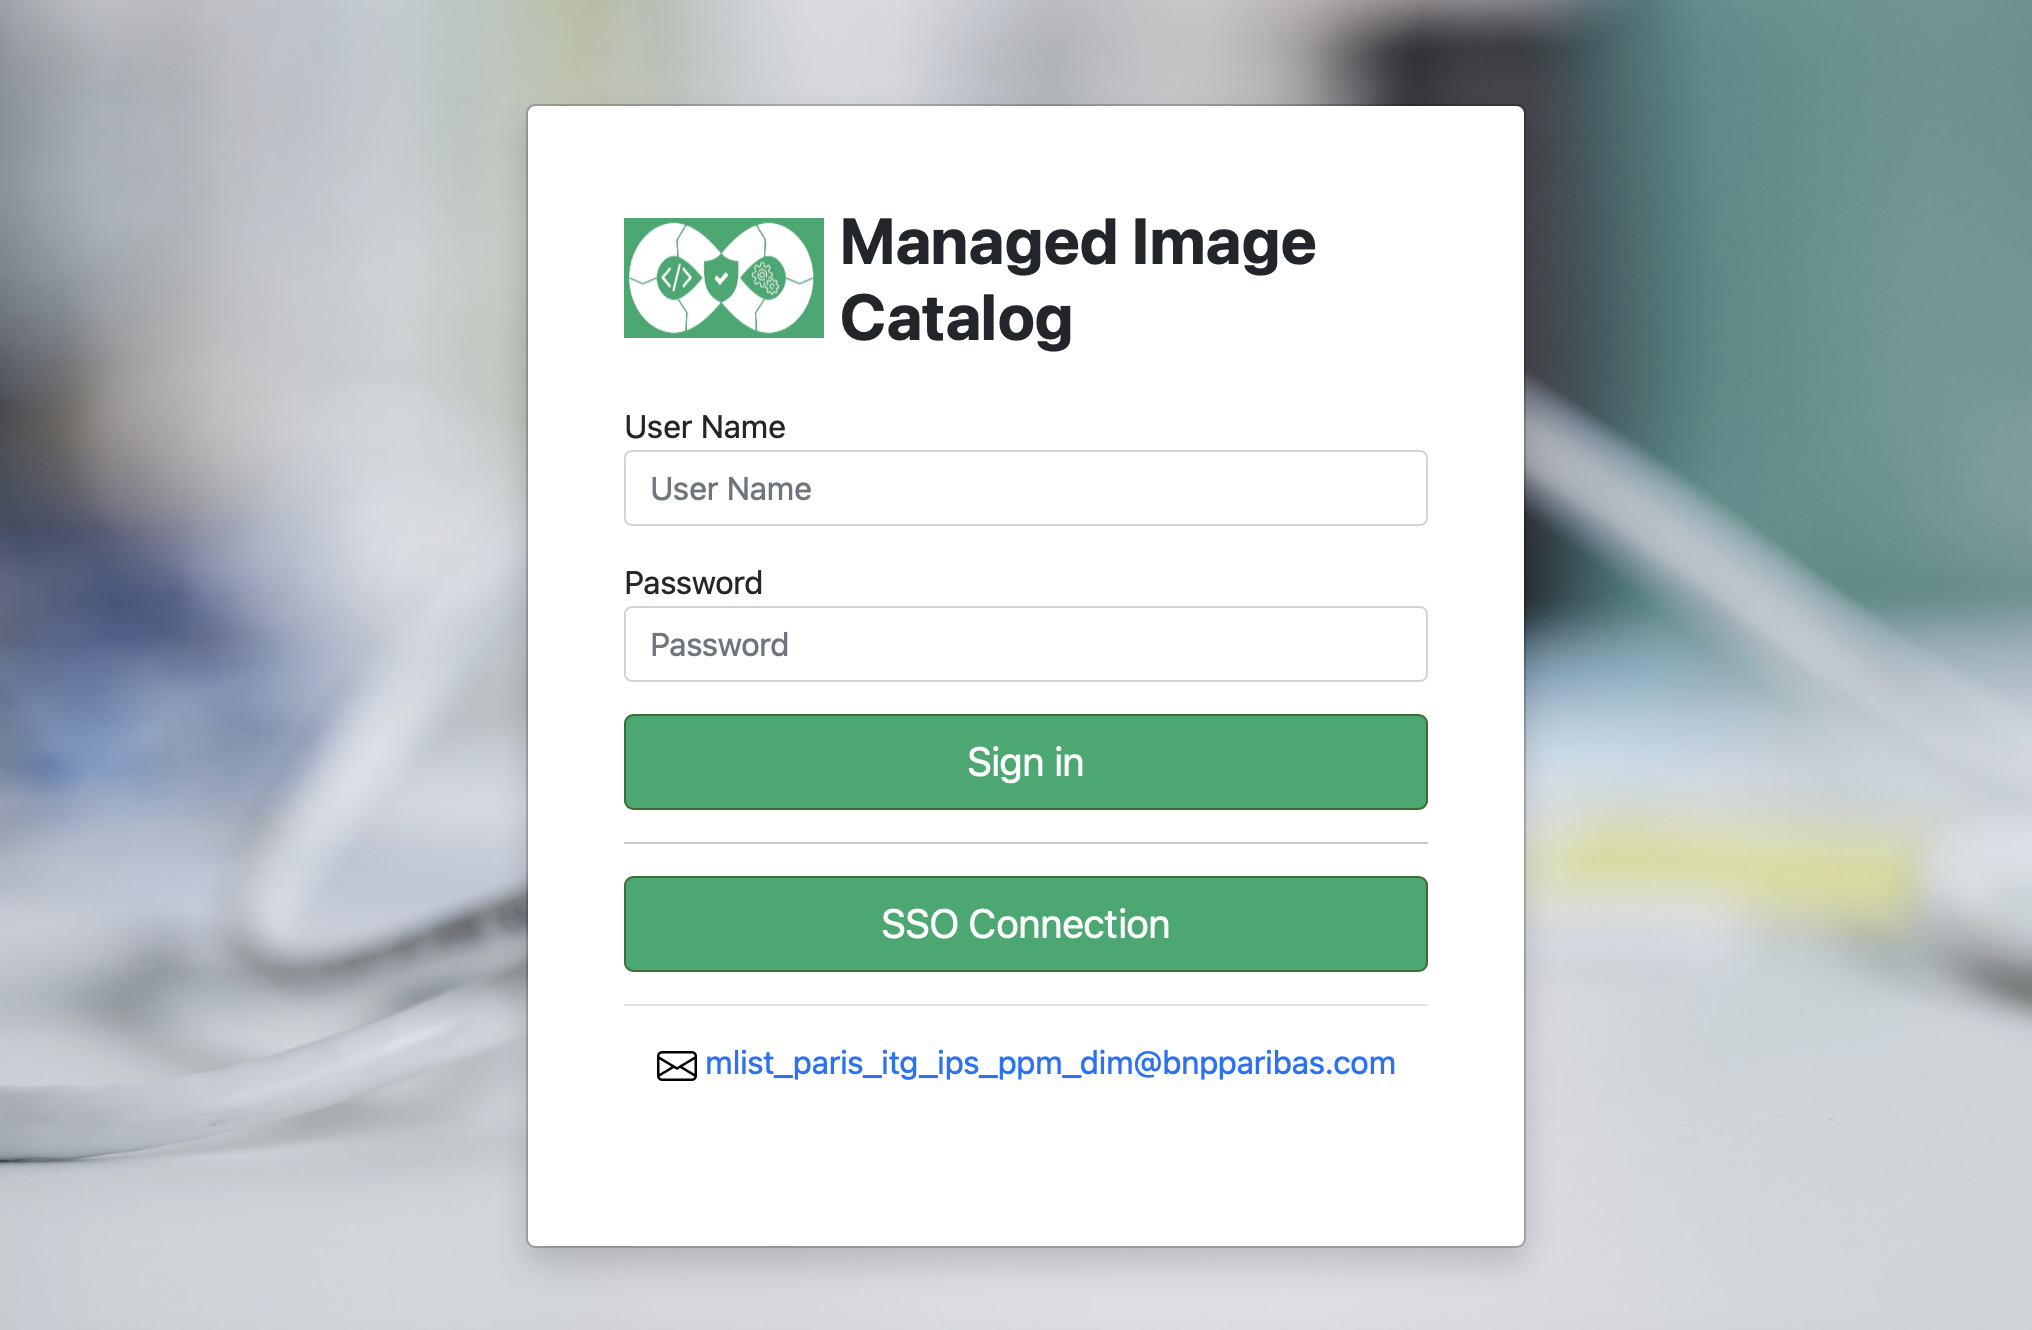 Managed Image
Catalog
User Name
User Name
Password
Password
Sign in
SSO Connection
mlist_paris_itg_ips_ppm_dim@bnpparibas.com